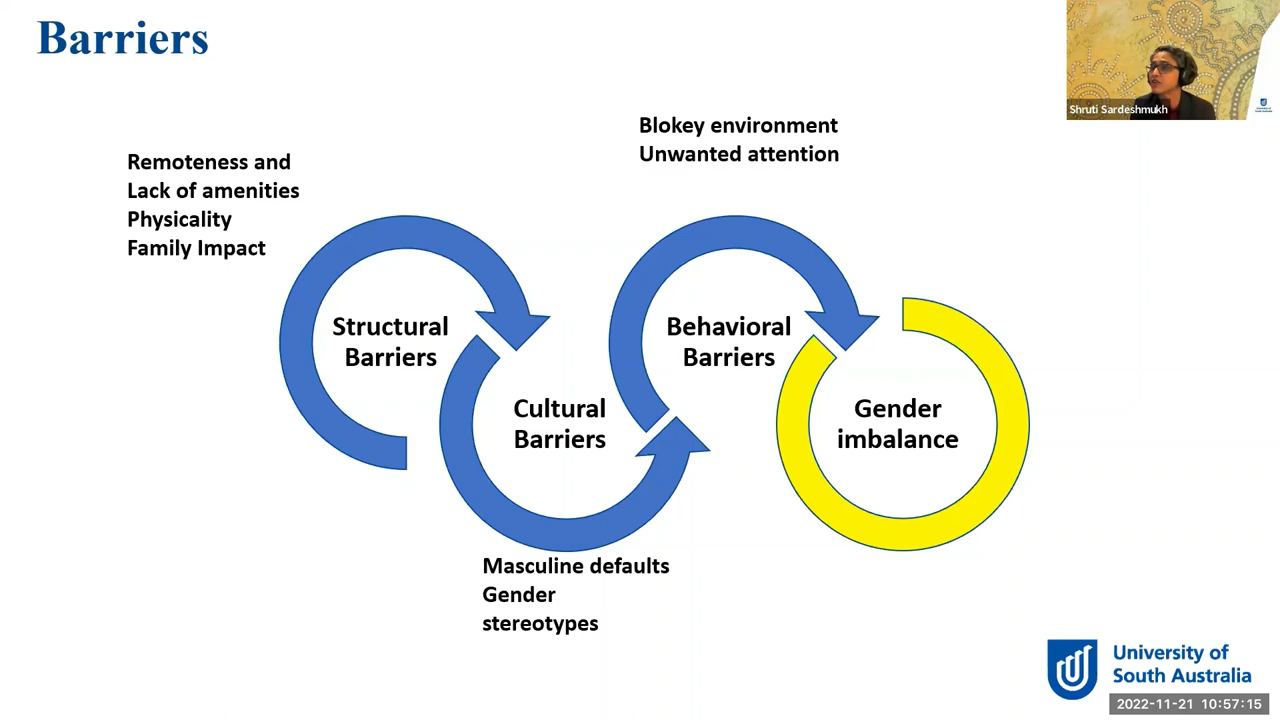 Barriers
Shruti Sardeshmukh
Blokey environment
Unwanted attention
Remoteness and
Lack of amenities
Physicality
Family Impact
Structural
Barriers
Behavioral
Barriers
Cultural
Barriers
Gender
imbalance
Masculine defaults
Gender
stereotypes
University of
South Australia
2022-11-21 10:57:15